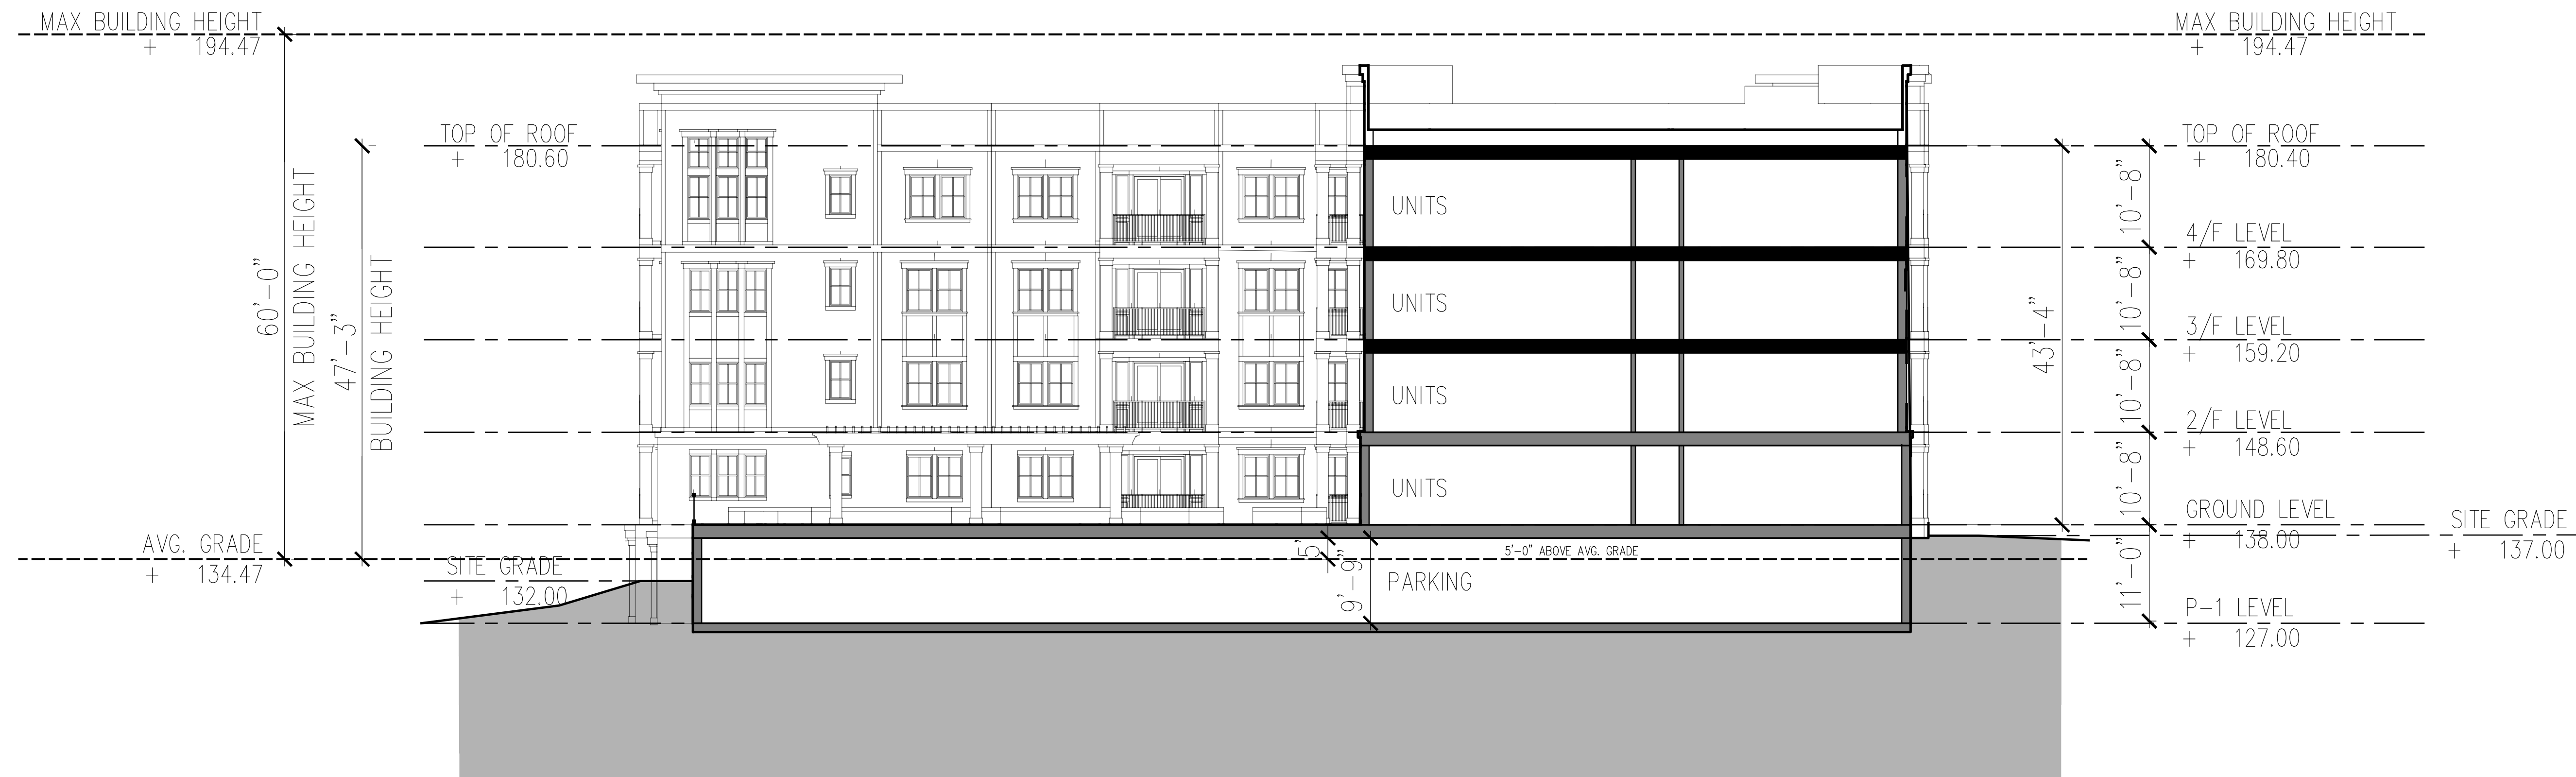 MAX BUILDING HEIGHT
+ 194.47
MAX BUILDING HEIGHT
+ 194.47
TOP OF ROOF
+ 180.60
TOP OF ROOF
+ 180.40
60'-0"
MAX BUILDING HEIGHT
47'-3"
BUILDING HEIGHT
UNITS
UNITS
UNITS
UNITS
43'-4"
10'-8"
10'-8"
10'-8"
10'-8"
11'-0"
4/F LEVEL
+ 169.80
3/F LEVEL
+ 159.20
2/F LEVEL
+ 148.60
GROUND LEVEL
+ 138.00
SITE GRADE
+ 137.00
AVG. GRADE
+ 134.47
SITE GRADE
+ 132.00
5'
9'-9"
5'-0" ABOVE AVG. GRADE
PARKING
P-1 LEVEL
+ 127.00